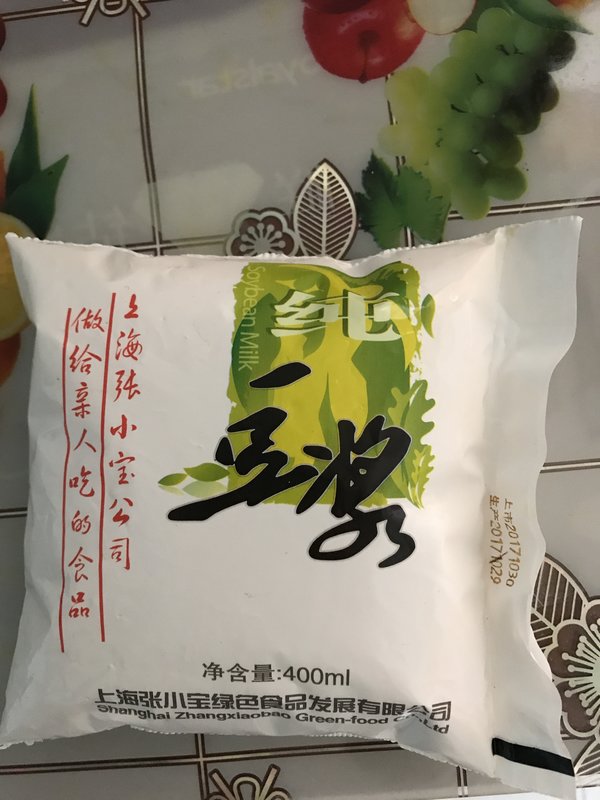 上海张小宝公司
做给亲人吃的食品
Soybean Milk
纯
豆浆
上市20171030
生产20171029
净含量:400ml
上海张小宝绿色食品发展有限公司
Shanghai Zhangxiaobao Green-food Co.,Ltd